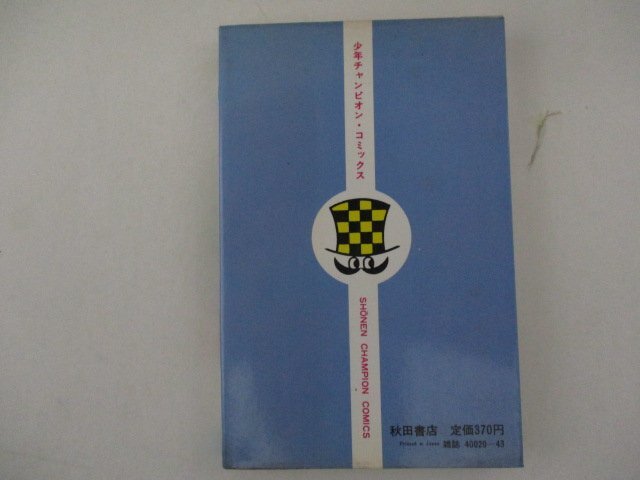 少年チャンピオン・コミックス
SHŌNEN CHAMPION COMICS
秋田書店 定価370円
Printed in Japan 雑誌 40020—43